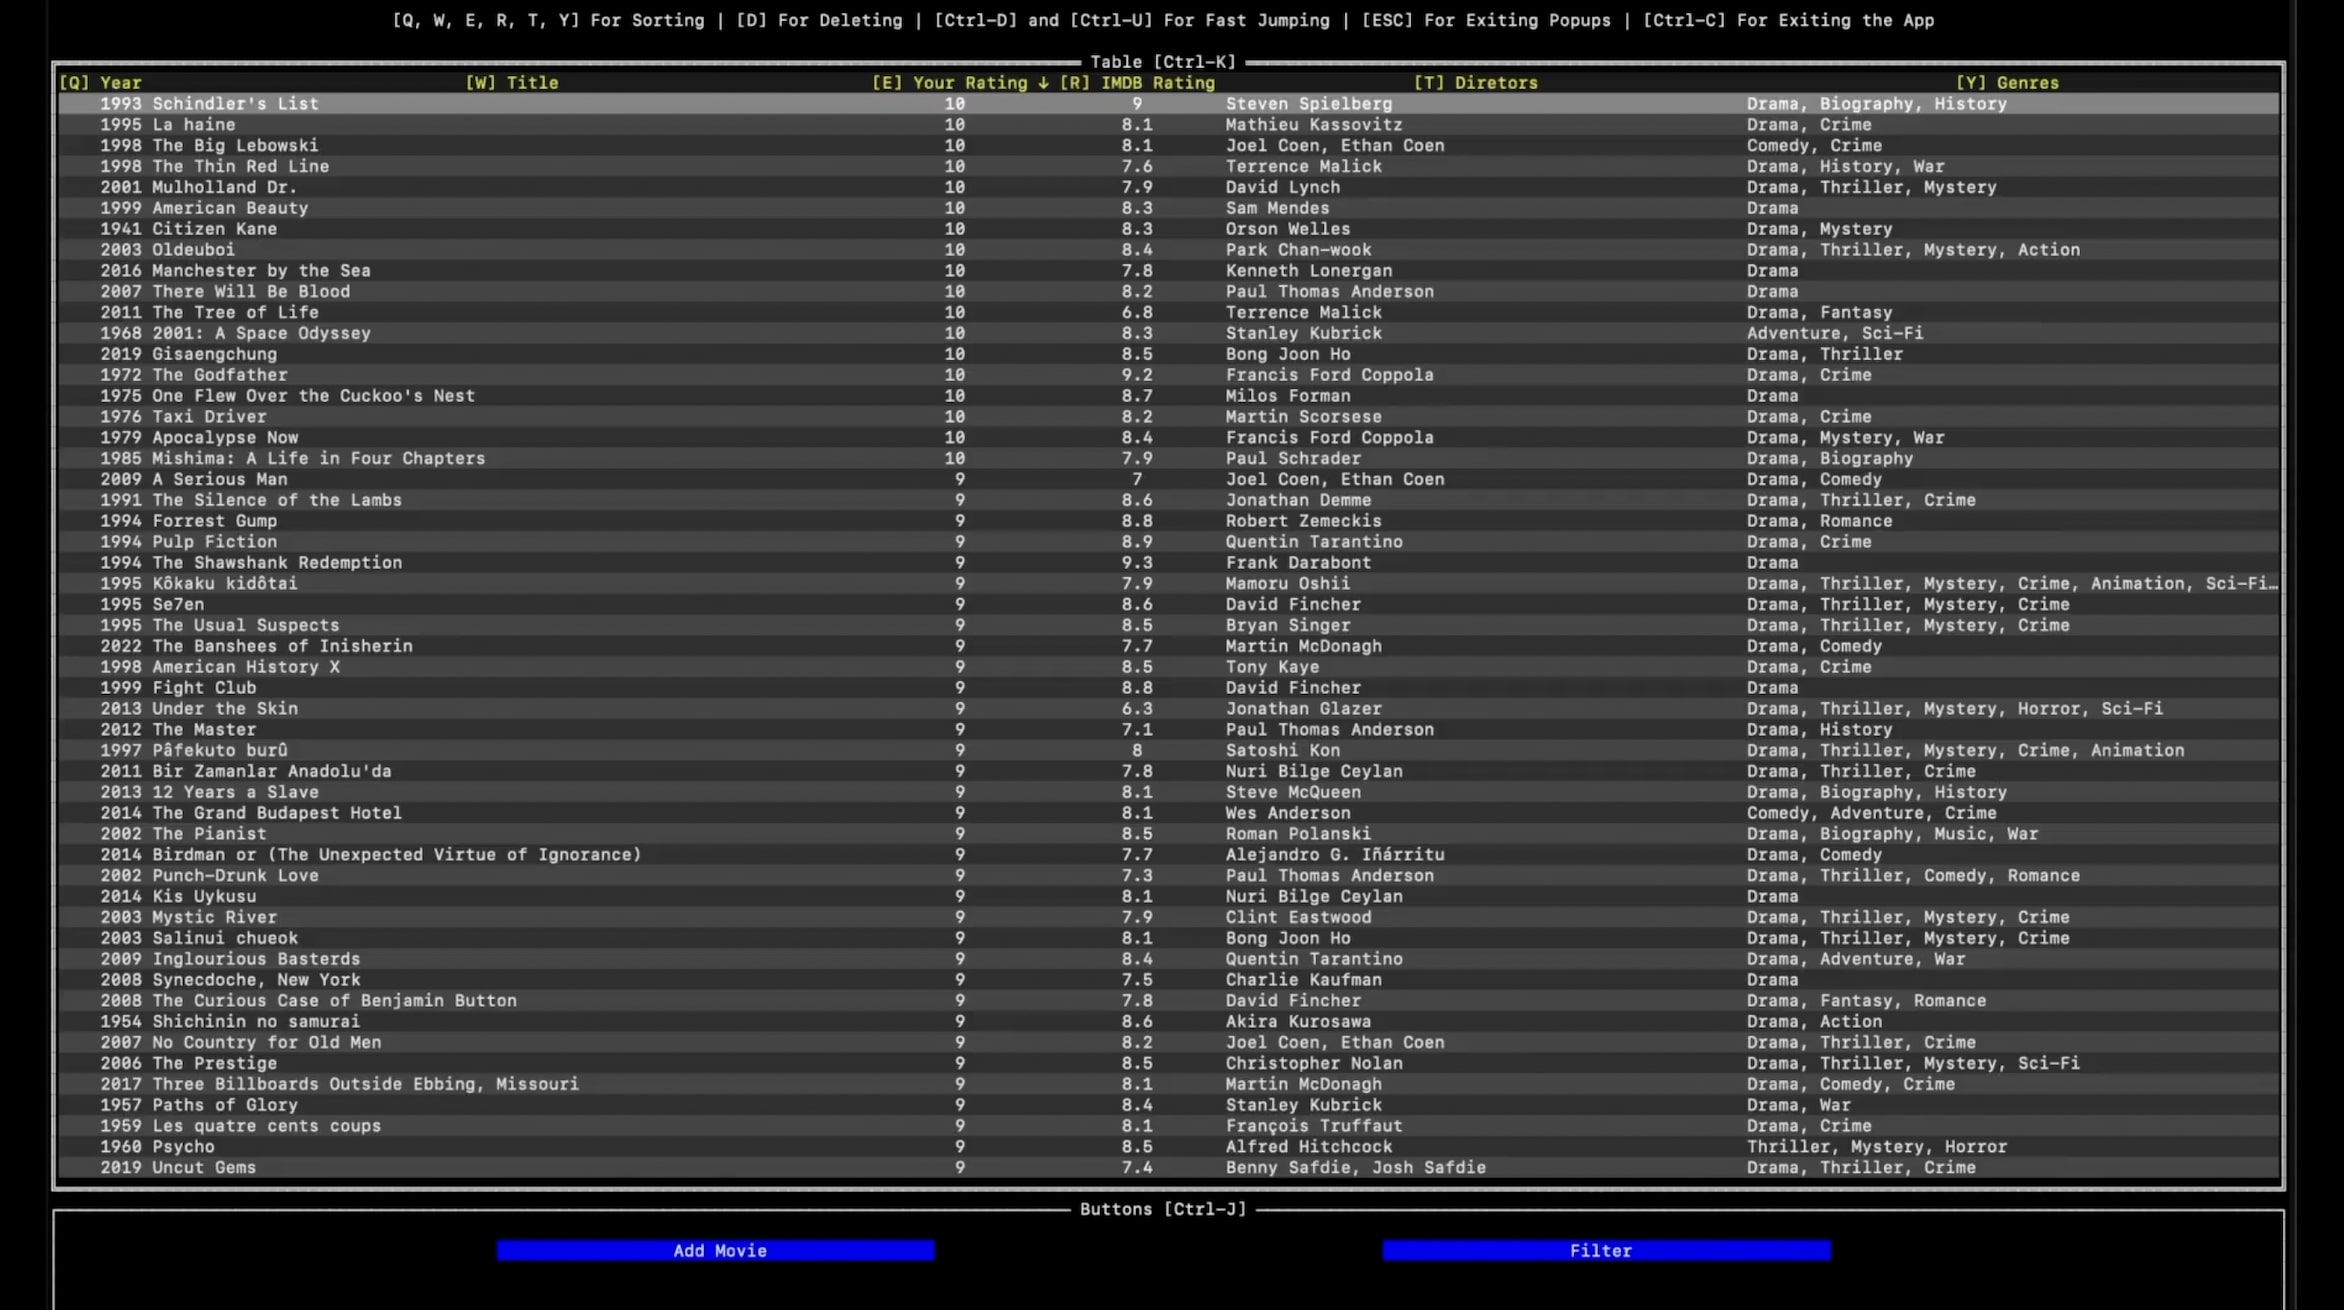 [Q, W, E, R, T, Y] For Sorting | [D] For Deleting | [Ctrl-D] and [Ctrl-U] For Fast Jumping | [ESC] For Exiting Popups | [Ctrl-C] For Exiting the App
Table [Ctrl-K]
[Q] Year [W] Title [E] Your Rating ↓ [R] IMDB Rating [T] Diretors [Y] Genres
1993 Schindler's List 10 9 Steven Spielberg Drama, Biography, History
1995 La haine 10 8.1 Mathieu Kassovitz Drama, Crime
1998 The Big Lebowski 10 8.1 Joel Coen, Ethan Coen Comedy, Crime
1998 The Thin Red Line 10 7.6 Terrence Malick Drama, History, War
2001 Mulholland Dr. 10 7.9 David Lynch Drama, Thriller, Mystery
1999 American Beauty 10 8.3 Sam Mendes Drama
1941 Citizen Kane 10 8.3 Orson Welles Drama, Mystery
2003 Oldeuboi 10 8.4 Park Chan-wook Drama, Thriller, Mystery, Action
2016 Manchester by the Sea 10 7.8 Kenneth Lonergan Drama
2007 There Will Be Blood 10 8.2 Paul Thomas Anderson Drama
2011 The Tree of Life 10 6.8 Terrence Malick Drama, Fantasy
1968 2001: A Space Odyssey 10 8.3 Stanley Kubrick Adventure, Sci-Fi
2019 Gisaengchung 10 8.5 Bong Joon Ho Drama, Thriller
1972 The Godfather 10 9.2 Francis Ford Coppola Drama, Crime
1975 One Flew Over the Cuckoo's Nest 10 8.7 Milos Forman Drama
1976 Taxi Driver 10 8.2 Martin Scorsese Drama, Crime
1979 Apocalypse Now 10 8.4 Francis Ford Coppola Drama, Mystery, War
1985 Mishima: A Life in Four Chapters 10 7.9 Paul Schrader Drama, Biography
2009 A Serious Man 9 7 Joel Coen, Ethan Coen Drama, Comedy
1991 The Silence of the Lambs 9 8.6 Jonathan Demme Drama, Thriller, Crime
1994 Forrest Gump 9 8.8 Robert Zemeckis Drama, Romance
1994 Pulp Fiction 9 8.9 Quentin Tarantino Drama, Crime
1994 The Shawshank Redemption 9 9.3 Frank Darabont Drama
1995 Kôkaku kidôtai 9 7.9 Mamoru Oshii Drama, Thriller, Mystery, Crime, Animation, Sci-Fi…
1995 Se7en 9 8.6 David Fincher Drama, Thriller, Mystery, Crime
1995 The Usual Suspects 9 8.5 Bryan Singer Drama, Thriller, Mystery, Crime
2022 The Banshees of Inisherin 9 7.7 Martin McDonagh Drama, Comedy
1998 American History X 9 8.5 Tony Kaye Drama, Crime
1999 Fight Club 9 8.8 David Fincher Drama
2013 Under the Skin 9 6.3 Jonathan Glazer Drama, Thriller, Mystery, Horror, Sci-Fi
2012 The Master 9 7.1 Paul Thomas Anderson Drama, History
1997 Pâfekuto burû 9 8 Satoshi Kon Drama, Thriller, Mystery, Crime, Animation
2011 Bir Zamanlar Anadolu'da 9 7.8 Nuri Bilge Ceylan Drama, Thriller, Crime
2013 12 Years a Slave 9 8.1 Steve McQueen Drama, Biography, History
2014 The Grand Budapest Hotel 9 8.1 Wes Anderson Comedy, Adventure, Crime
2002 The Pianist 9 8.5 Roman Polanski Drama, Biography, Music, War
2014 Birdman or (The Unexpected Virtue of Ignorance) 9 7.7 Alejandro G. Iñárritu Drama, Comedy
2002 Punch-Drunk Love 9 7.3 Paul Thomas Anderson Drama, Thriller, Comedy, Romance
2014 Kis Uykusu 9 8.1 Nuri Bilge Ceylan Drama
2003 Mystic River 9 7.9 Clint Eastwood Drama, Thriller, Mystery, Crime
2003 Salinui chueok 9 8.1 Bong Joon Ho Drama, Thriller, Mystery, Crime
2009 Inglourious Basterds 9 8.4 Quentin Tarantino Drama, Adventure, War
2008 Synecdoche, New York 9 7.5 Charlie Kaufman Drama
2008 The Curious Case of Benjamin Button 9 7.8 David Fincher Drama, Fantasy, Romance
1954 Shichinin no samurai 9 8.6 Akira Kurosawa Drama, Action
2007 No Country for Old Men 9 8.2 Joel Coen, Ethan Coen Drama, Thriller, Crime
2006 The Prestige 9 8.5 Christopher Nolan Drama, Thriller, Mystery, Sci-Fi
2017 Three Billboards Outside Ebbing, Missouri 9 8.1 Martin McDonagh Drama, Comedy, Crime
1957 Paths of Glory 9 8.4 Stanley Kubrick Drama, War
1959 Les quatre cents coups 9 8.1 François Truffaut Drama, Crime
1960 Psycho 9 8.5 Alfred Hitchcock Thriller, Mystery, Horror
2019 Uncut Gems 9 7.4 Benny Safdie, Josh Safdie Drama, Thriller, Crime
Buttons [Ctrl-J]
Add Movie Filter